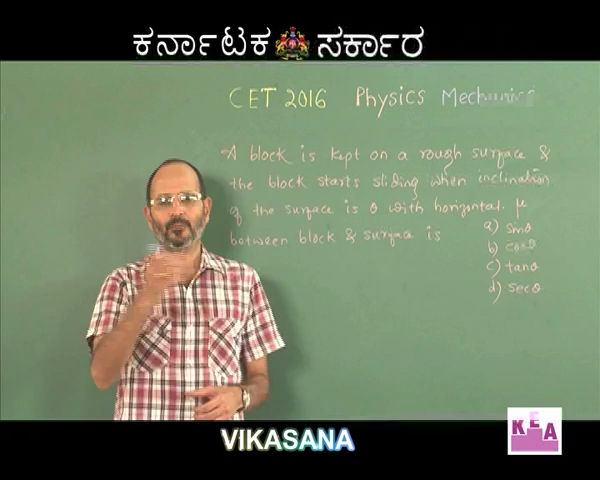 ಕರ್ನಾಟಕ ಸರ್ಕಾರ
CET 2016 Physics Mechanics
A block is kept on a rough surface &
the block starts sliding when inclination
of the surface is θ with horizontal. μ
between block & surface is
a) sinθ
b) cosθ
c) tanθ
d) secθ
VIKASANA
KEA